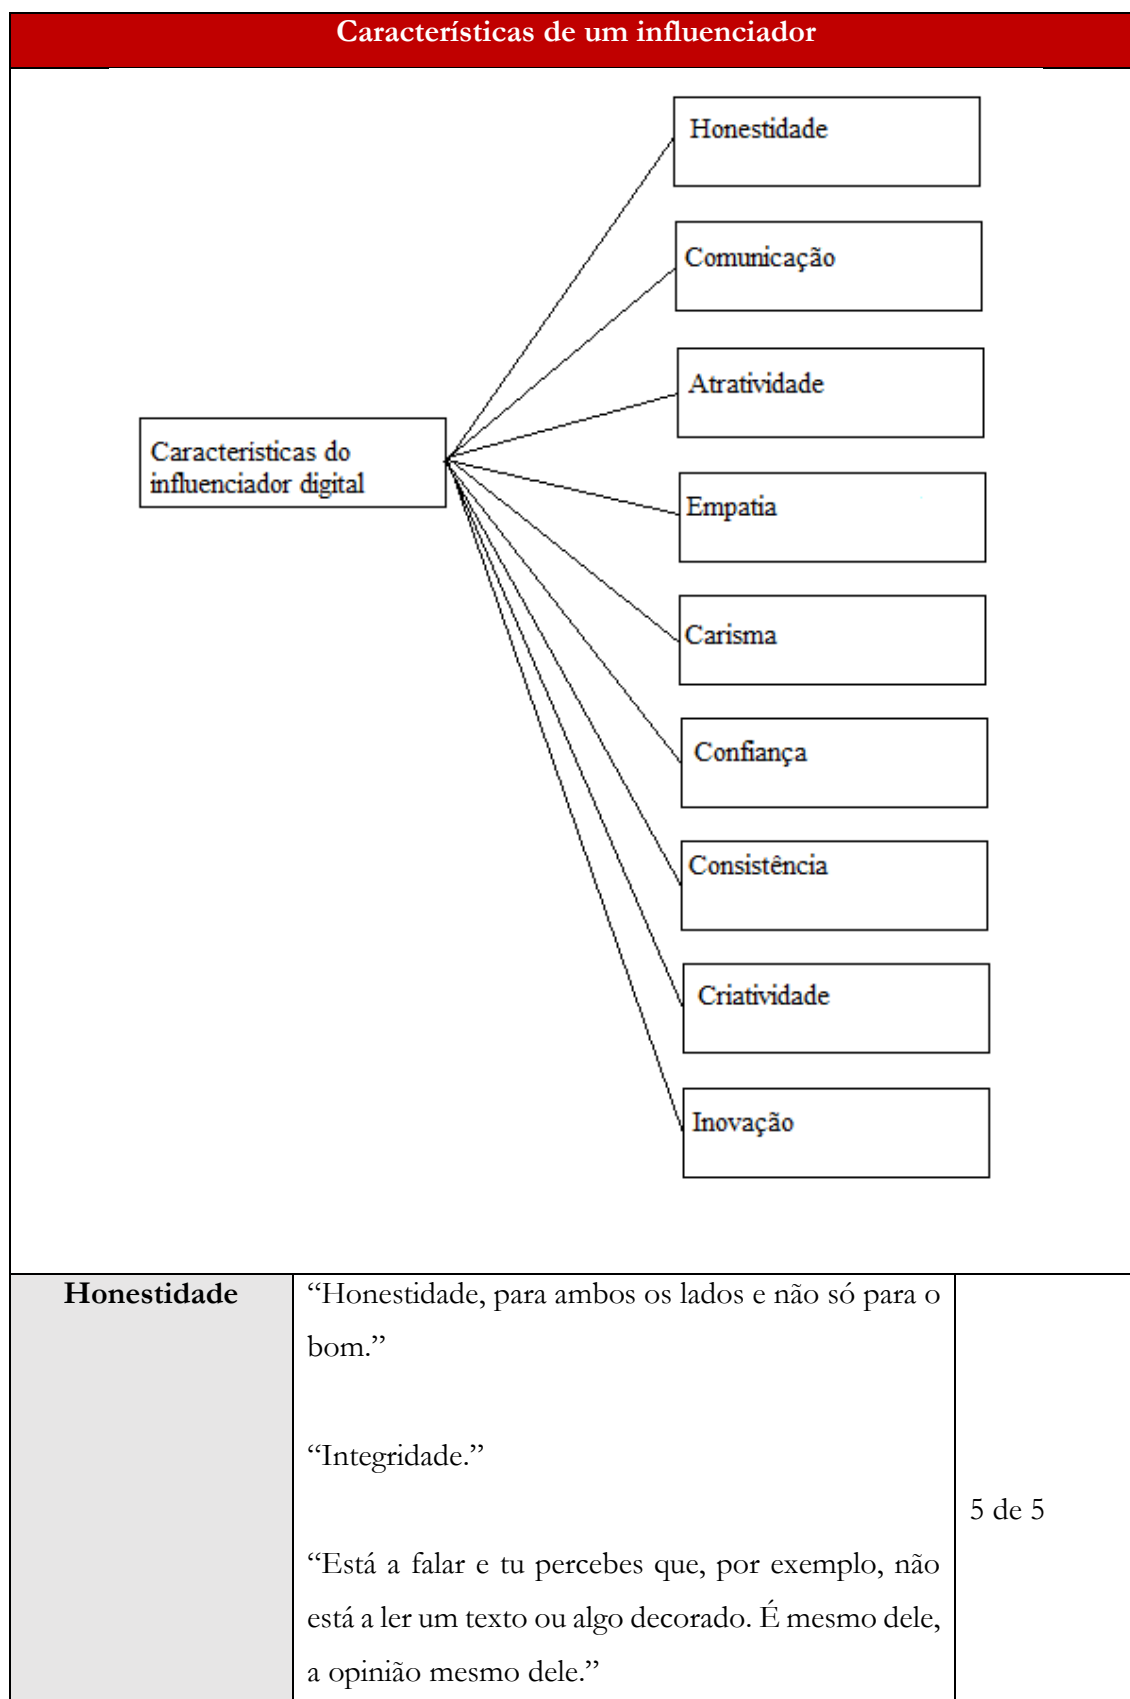 Características de um influenciador
Honestidade
Comunicação
Atratividade
Características do
influenciador digital
Empatia
Carisma
Confiança
Consistência
Criatividade
Inovação
Honestidade
“Honestidade, para ambos os lados e não só para o
bom.”
“Integridade.”
5 de 5
“Está a falar e tu percebes que, por exemplo, não
está a ler um texto ou algo decorado. É mesmo dele,
a opinião mesmo dele.”